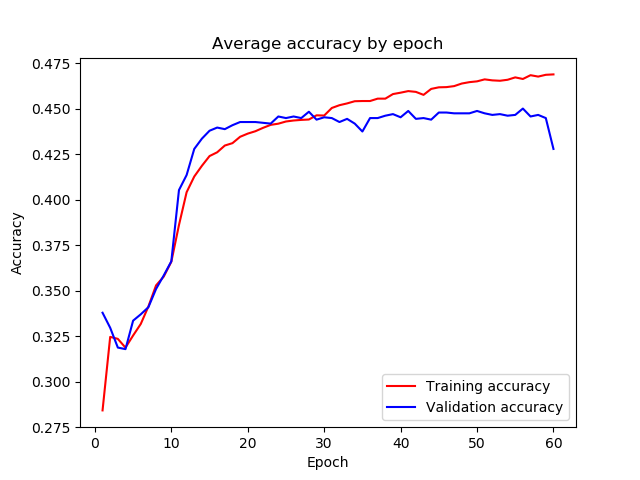 Average accuracy by epoch
0.475
0.450
0.425
0.400
0.375
0.350
0.325
0.300
0.275
Accuracy
0 10 20 30 40 50 60
Epoch
Training accuracy
Validation accuracy